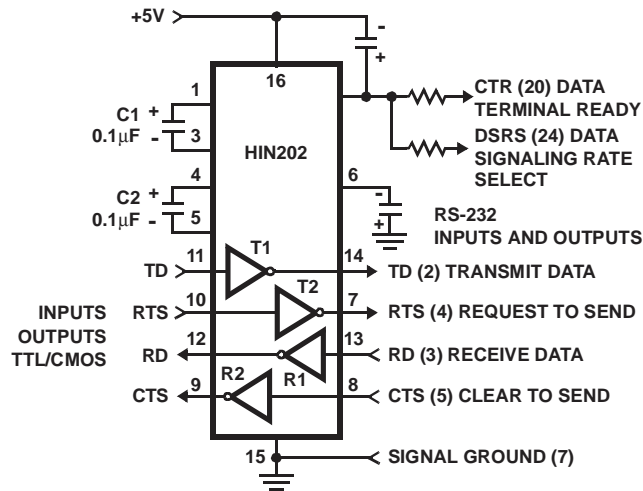 +5V
-
+
16
1
C1
+
0.1µF
-
3
HIN202
CTR (20) DATA
TERMINAL READY
DSRS (24) DATA
SIGNALING RATE
SELECT
4
C2
+
0.1µF
-
5
6
-
+
RS-232
INPUTS AND OUTPUTS
TD
11
T1
14
TD (2) TRANSMIT DATA
INPUTS
OUTPUTS
TTL/CMOS
RTS
10
T2
7
RTS (4) REQUEST TO SEND
RD
12
R1
13
RD (3) RECEIVE DATA
CTS
9
R2
8
CTS (5) CLEAR TO SEND
15
SIGNAL GROUND (7)